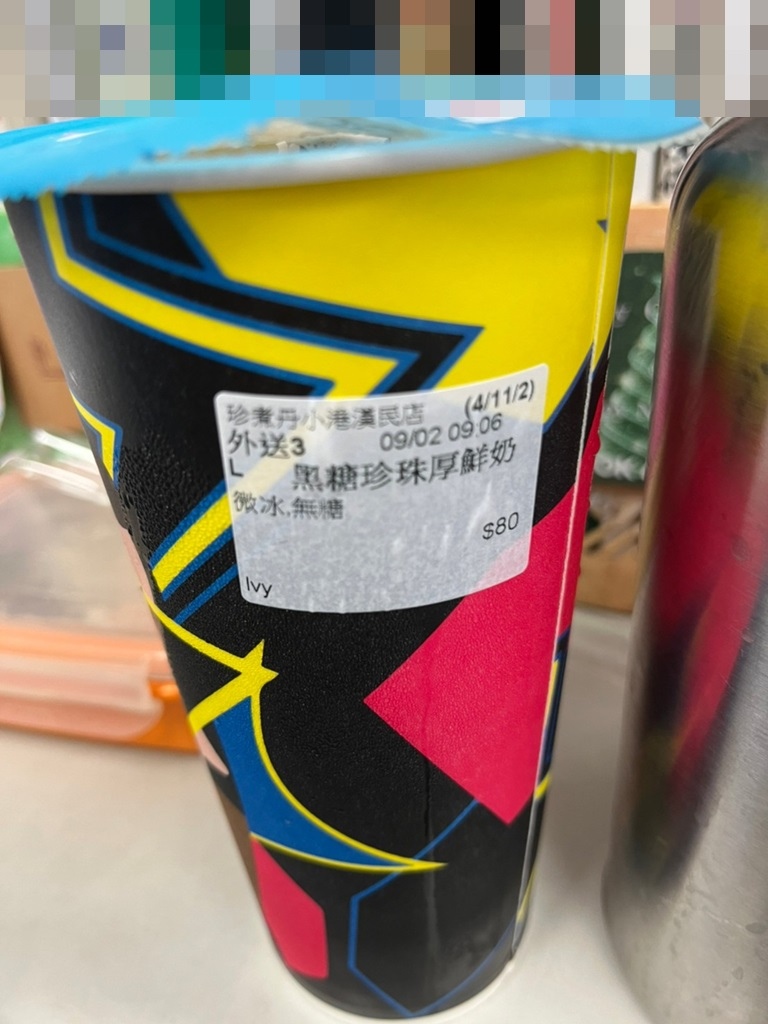 珍煮丹小港漢民店 (4/11/2)
外送3 09/02 09:06
L 黑糖珍珠厚鮮奶
微冰.無糖
$80
Ivy